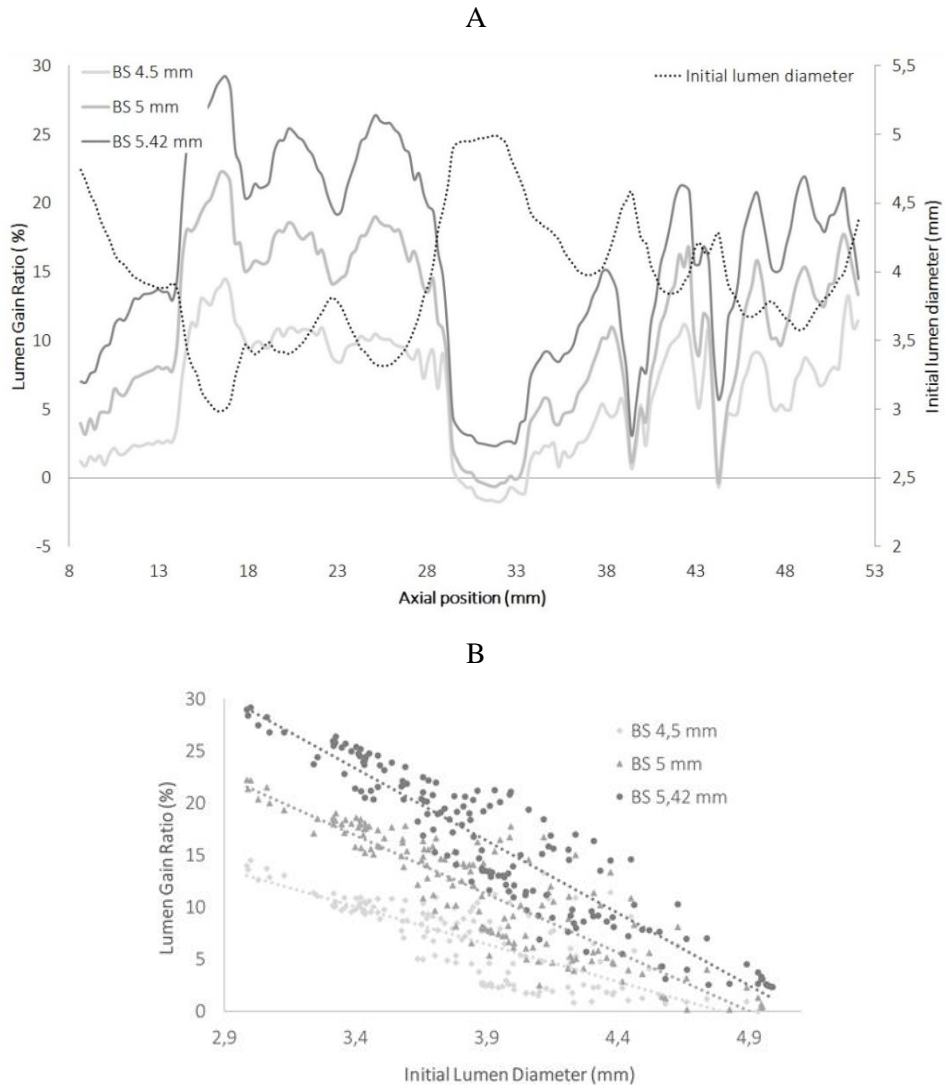 A
30
25
20
15
10
5
0
-5
Lumen Gain Ratio (%)
BS 4.5 mm
BS 5 mm
BS 5.42 mm
Initial lumen diameter
5,5
5
4,5
4
3,5
3
2,5
2
Initial lumen diameter (mm)
8 13 18 23 28 33 38 43 48 53
Axial position (mm)
B
30
25
20
15
10
5
0
Lumen Gain Ratio (%)
BS 4,5 mm
BS 5 mm
BS 5,42 mm
2,9 3,4 3,9 4,4 4,9
Initial Lumen Diameter (mm)